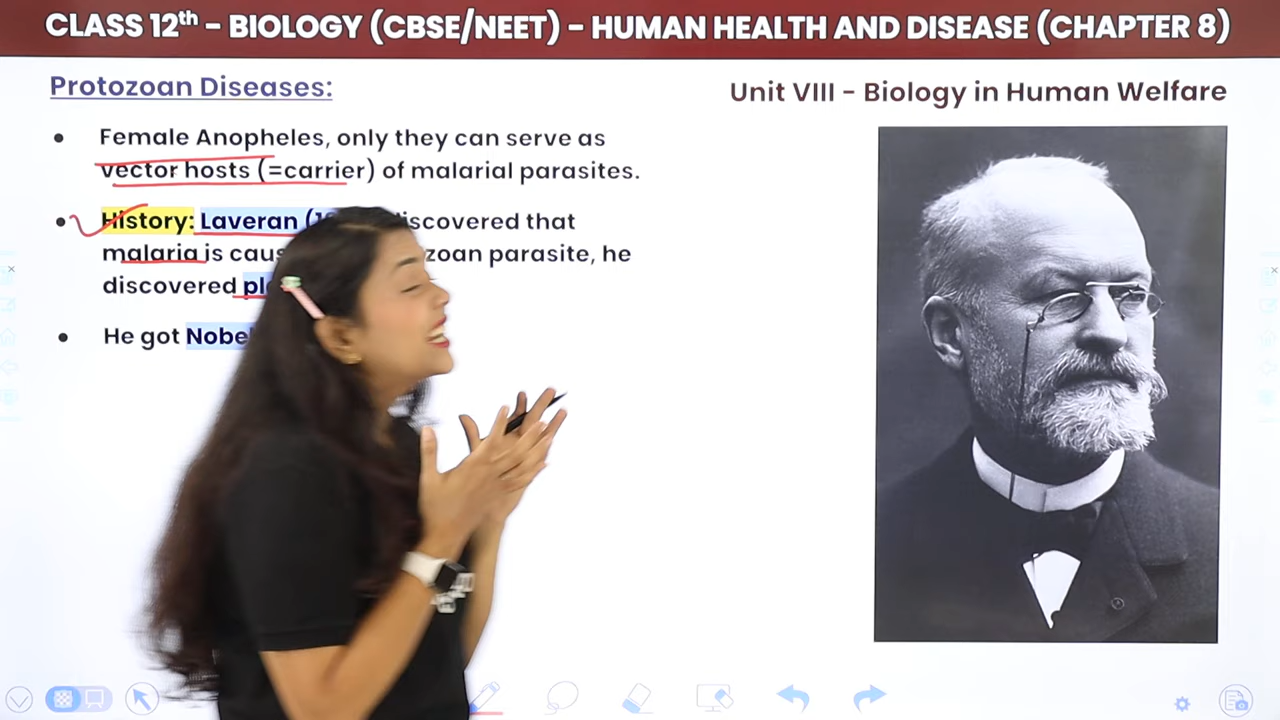 CLASS 12th - BIOLOGY (CBSE/NEET) - HUMAN HEALTH AND DISEASE (CHAPTER 8)
Protozoan Diseases:
Unit VIII - Biology in Human Welfare
• Female Anopheles, only they can serve as
vector hosts (=carrier) of malarial parasites.
• History: Laveran ( discovered that
malaria is zoan parasite, he
discovered
• He got Nobel